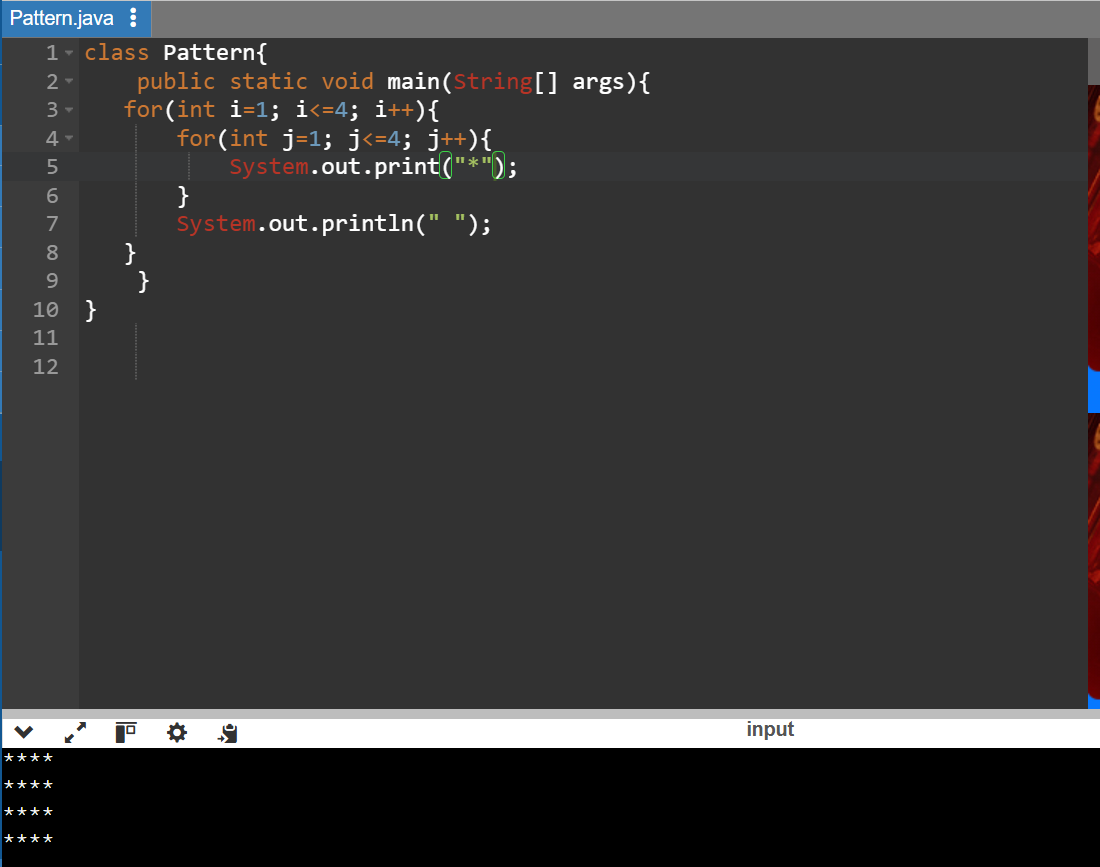 Pattern.java
1 class Pattern{
2     public static void main(String[] args){
3    for(int i=1; i<=4; i++){
4        for(int j=1; j<=4; j++){
5            System.out.print("*");
6        }
7        System.out.println(" ");
8    }
9     }
10 }
11
12
input
****
****
****
****